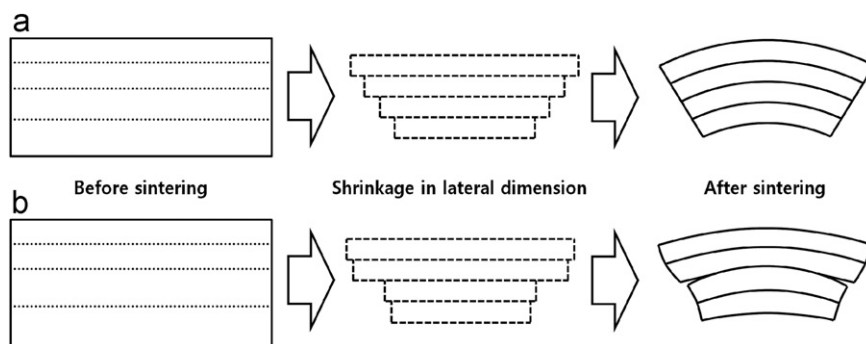 a
Before sintering
Shrinkage in lateral dimension
After sintering
b